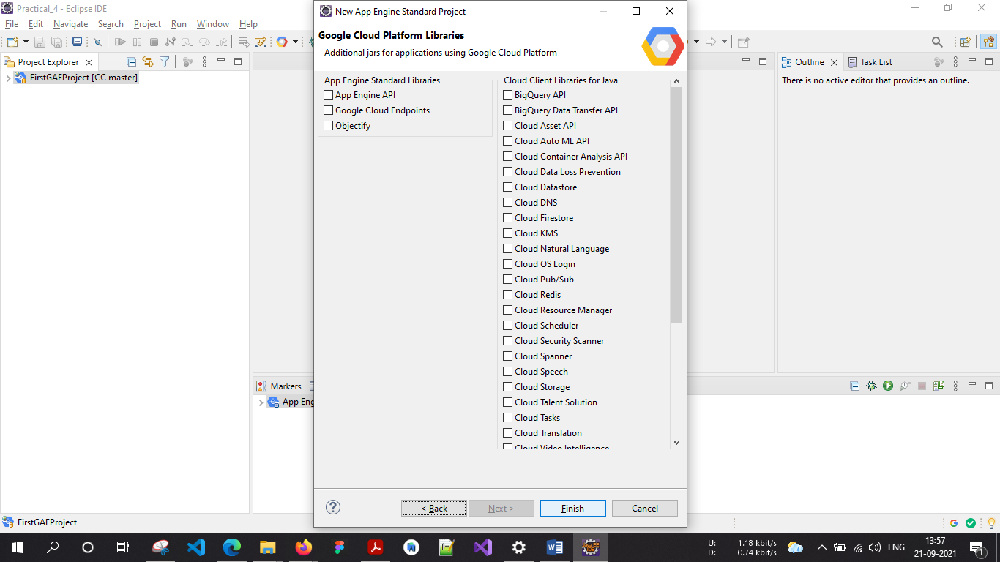 Practical_4 - Eclipse IDE
File Edit Navigate Search Project Run Window Help
Project Explorer
FirstGAEProject [CC master]
New App Engine Standard Project
Google Cloud Platform Libraries
Additional jars for applications using Google Cloud Platform
App Engine Standard Libraries
App Engine API
Google Cloud Endpoints
Objectify
Cloud Client Libraries for Java
BigQuery API
BigQuery Data Transfer API
Cloud Asset API
Cloud Auto ML API
Cloud Container Analysis API
Cloud Data Loss Prevention
Cloud Datastore
Cloud DNS
Cloud Firestore
Cloud KMS
Cloud Natural Language
Cloud OS Login
Cloud Pub/Sub
Cloud Redis
Cloud Resource Manager
Cloud Scheduler
Cloud Security Scanner
Cloud Spanner
Cloud Speech
Cloud Storage
Cloud Talent Solution
Cloud Tasks
Cloud Translation
Cloud Video Intelligence
< Back Next > Finish Cancel
Outline Task List
There is no active editor that provides an outline.
Markers
App Eng
FirstGAEProject
U: 1.18 kbit/s
D: 0.74 kbit/s
ENG
13:57
21-09-2021
1